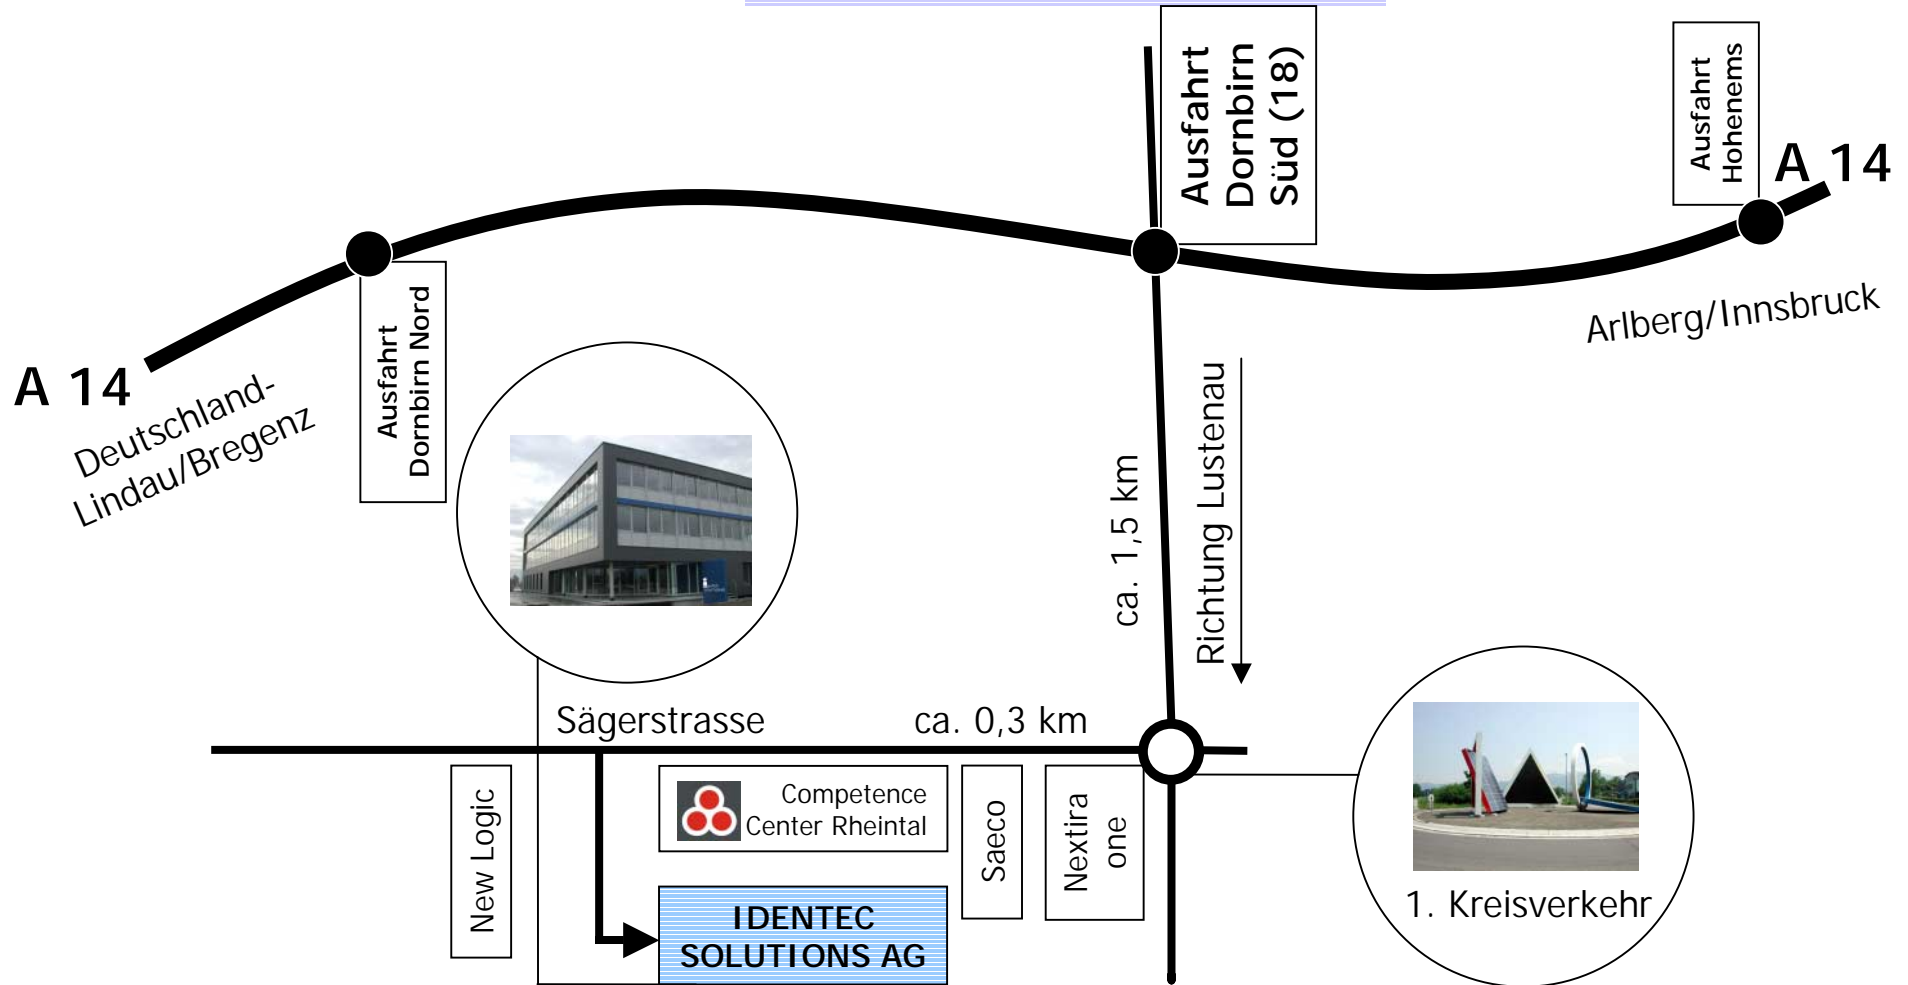 Ausfahrt
Dornbirn
Süd (18)
Ausfahrt
Hohenems
A 14
Arlberg/Innsbruck
A 14
Deutschland-
Lindau/Bregenz
Ausfahrt
Dornbirn Nord
ca. 1,5 km
Richtung Lustenau
Sägerstrasse
ca. 0,3 km
New Logic
Competence
Center Rheintal
Saeco
Nextira
one
IDENTEC
SOLUTIONS AG
1. Kreisverkehr